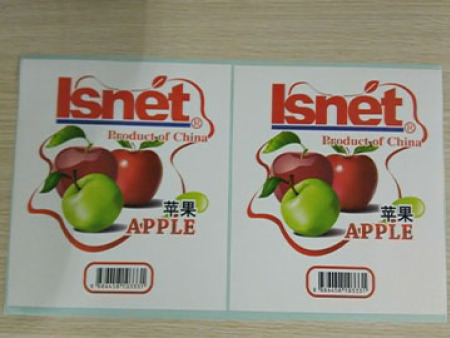 Isnét®
Product of China
苹果
APPLE
Isnét®
Product of China
苹果
APPLE